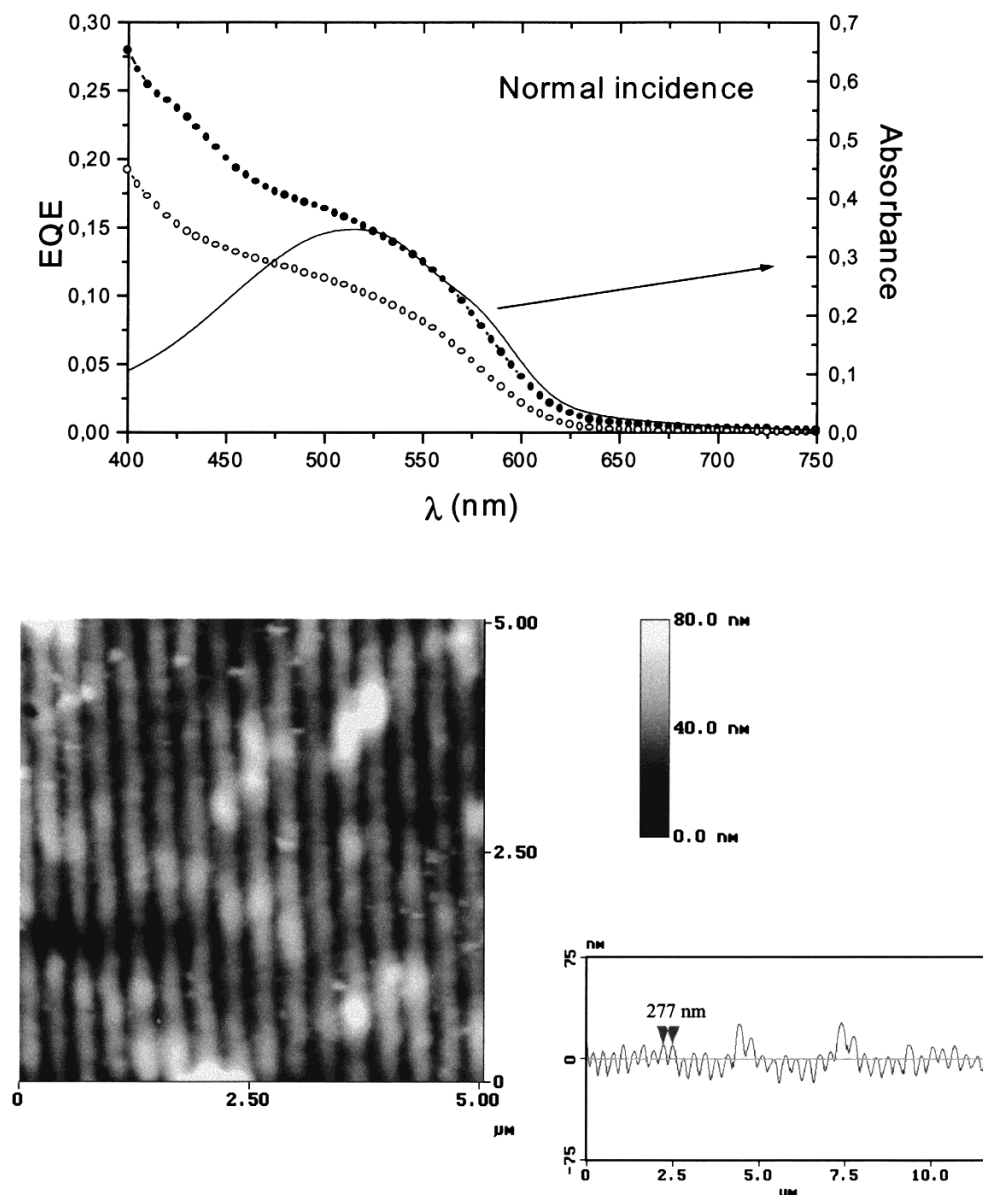 0,30
0,25
0,20
0,15
0,10
0,05
0,00
EQE
0,7
0,6
0,5
0,4
0,3
0,2
0,1
0,0
Absorbance
Normal incidence
400 450 500 550 600 650 700 750
λ (nm)
5.00
2.50
0
0 2.50 5.00
μM
80.0 nM
40.0 nM
0.0 nM
nM
75
0
-75
277 nm
0 2.5 5.0 7.5 10.0
μM